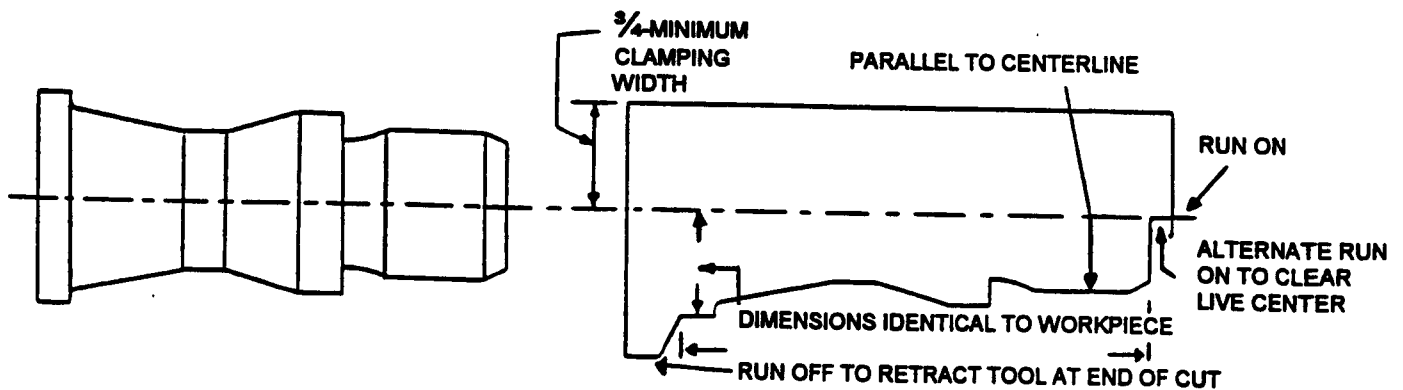 3/4-MINIMUM
CLAMPING
WIDTH
PARALLEL TO CENTERLINE
RUN ON
ALTERNATE RUN
ON TO CLEAR
LIVE CENTER
DIMENSIONS IDENTICAL TO WORKPIECE
RUN OFF TO RETRACT TOOL AT END OF CUT